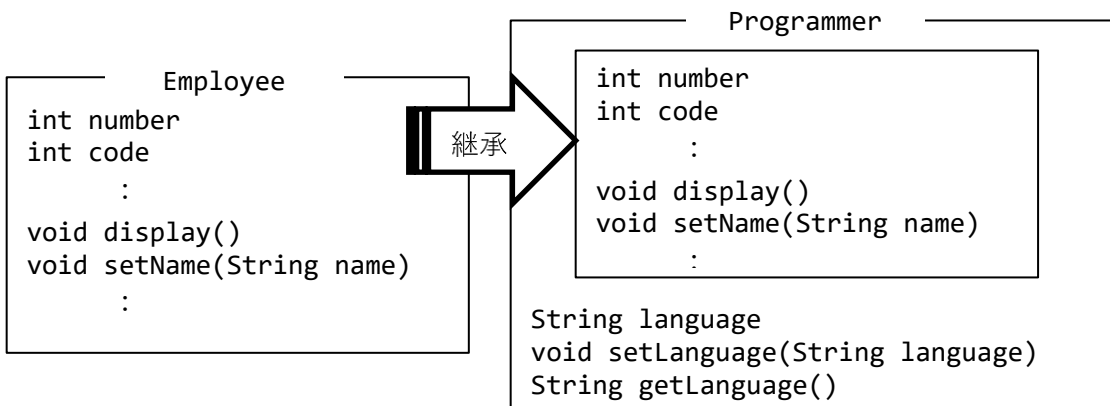 Employee
int number
int code
:
void display()
void setName(String name)
:
継承
Programmer
int number
int code
:
void display()
void setName(String name)
:
String language
void setLanguage(String language)
String getLanguage()